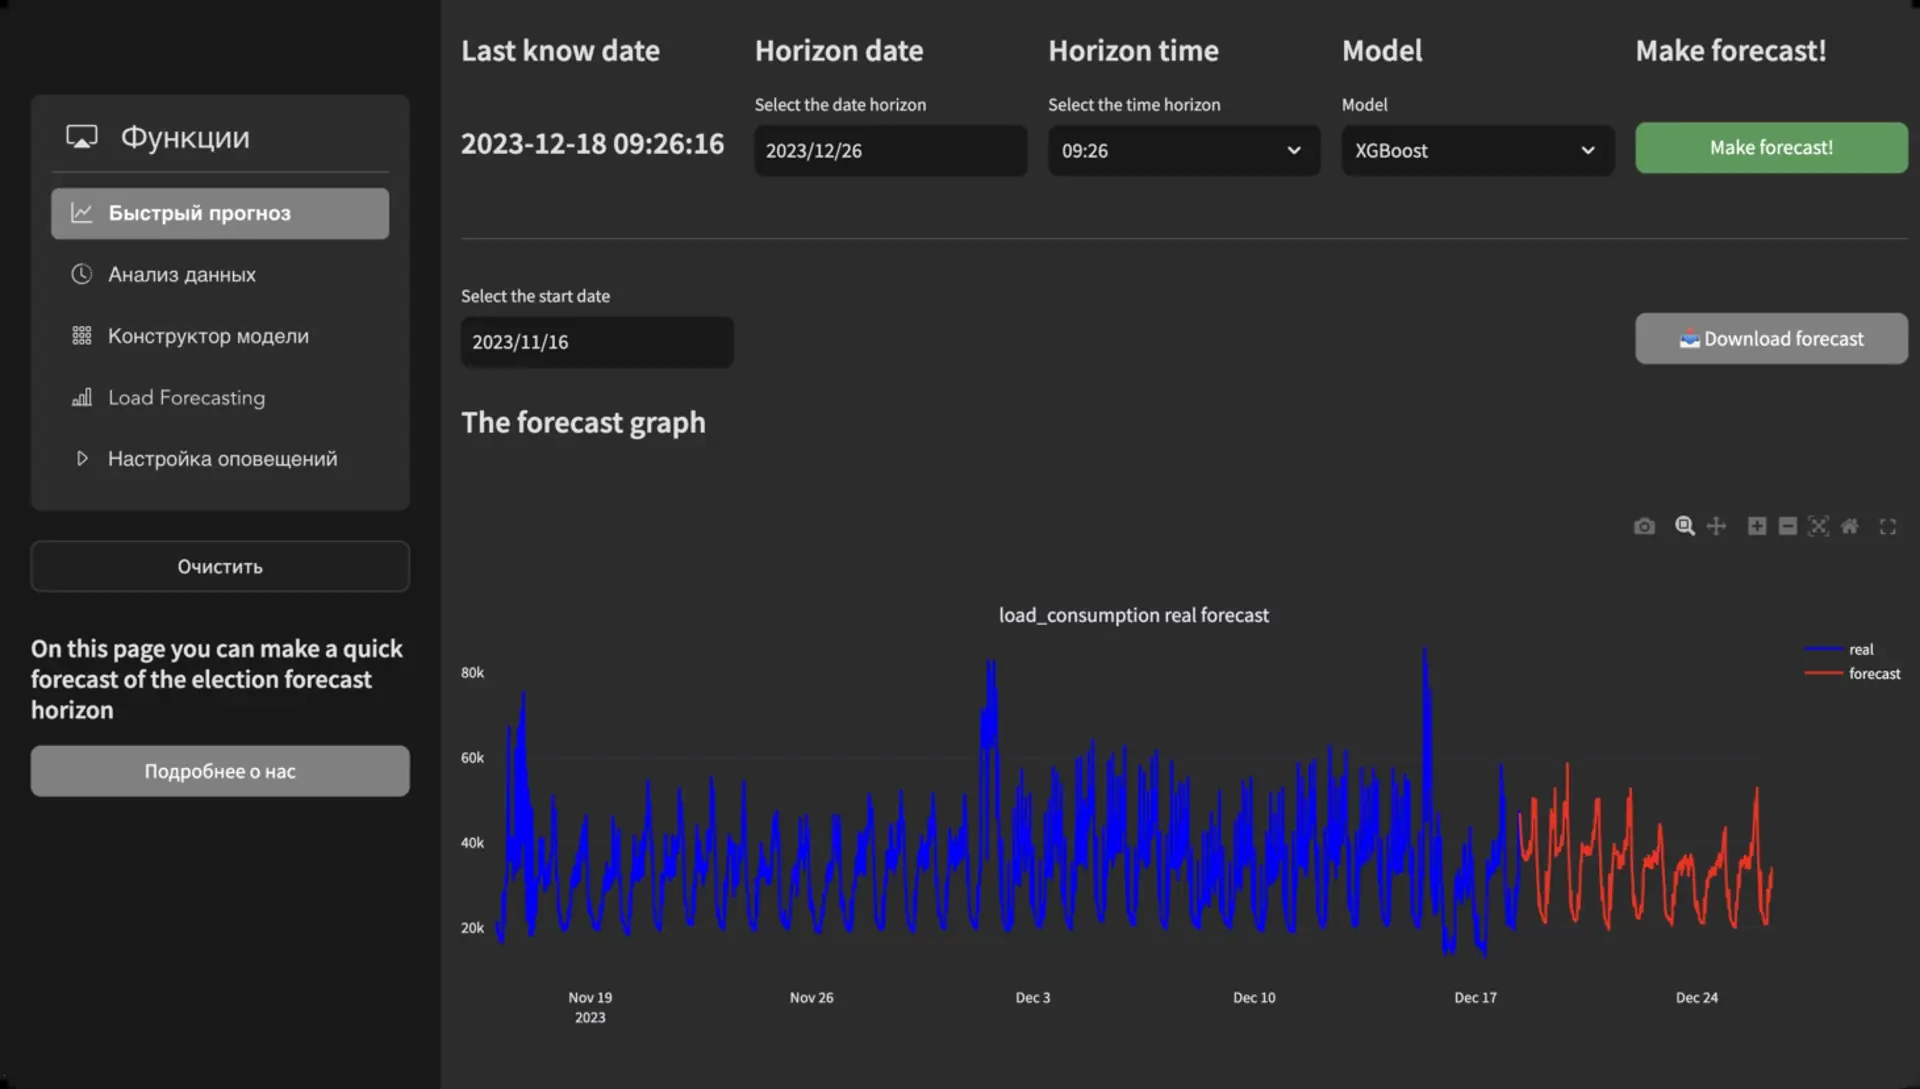 Функции
Быстрый прогноз
Анализ данных
Конструктор модели
Load Forecasting
Настройка оповещений
Очистить
On this page you can make a quick
forecast of the election forecast
horizon
Подробнее о нас
Last know date
2023-12-18 09:26:16
Horizon date
Select the date horizon
2023/12/26
Horizon time
Select the time horizon
09:26
Model
Model
XGBoost
Make forecast!
Make forecast!
Select the start date
2023/11/16
Download forecast
The forecast graph
load_consumption real forecast
real
forecast
80k
60k
40k
20k
Nov 19
2023
Nov 26
Dec 3
Dec 10
Dec 17
Dec 24